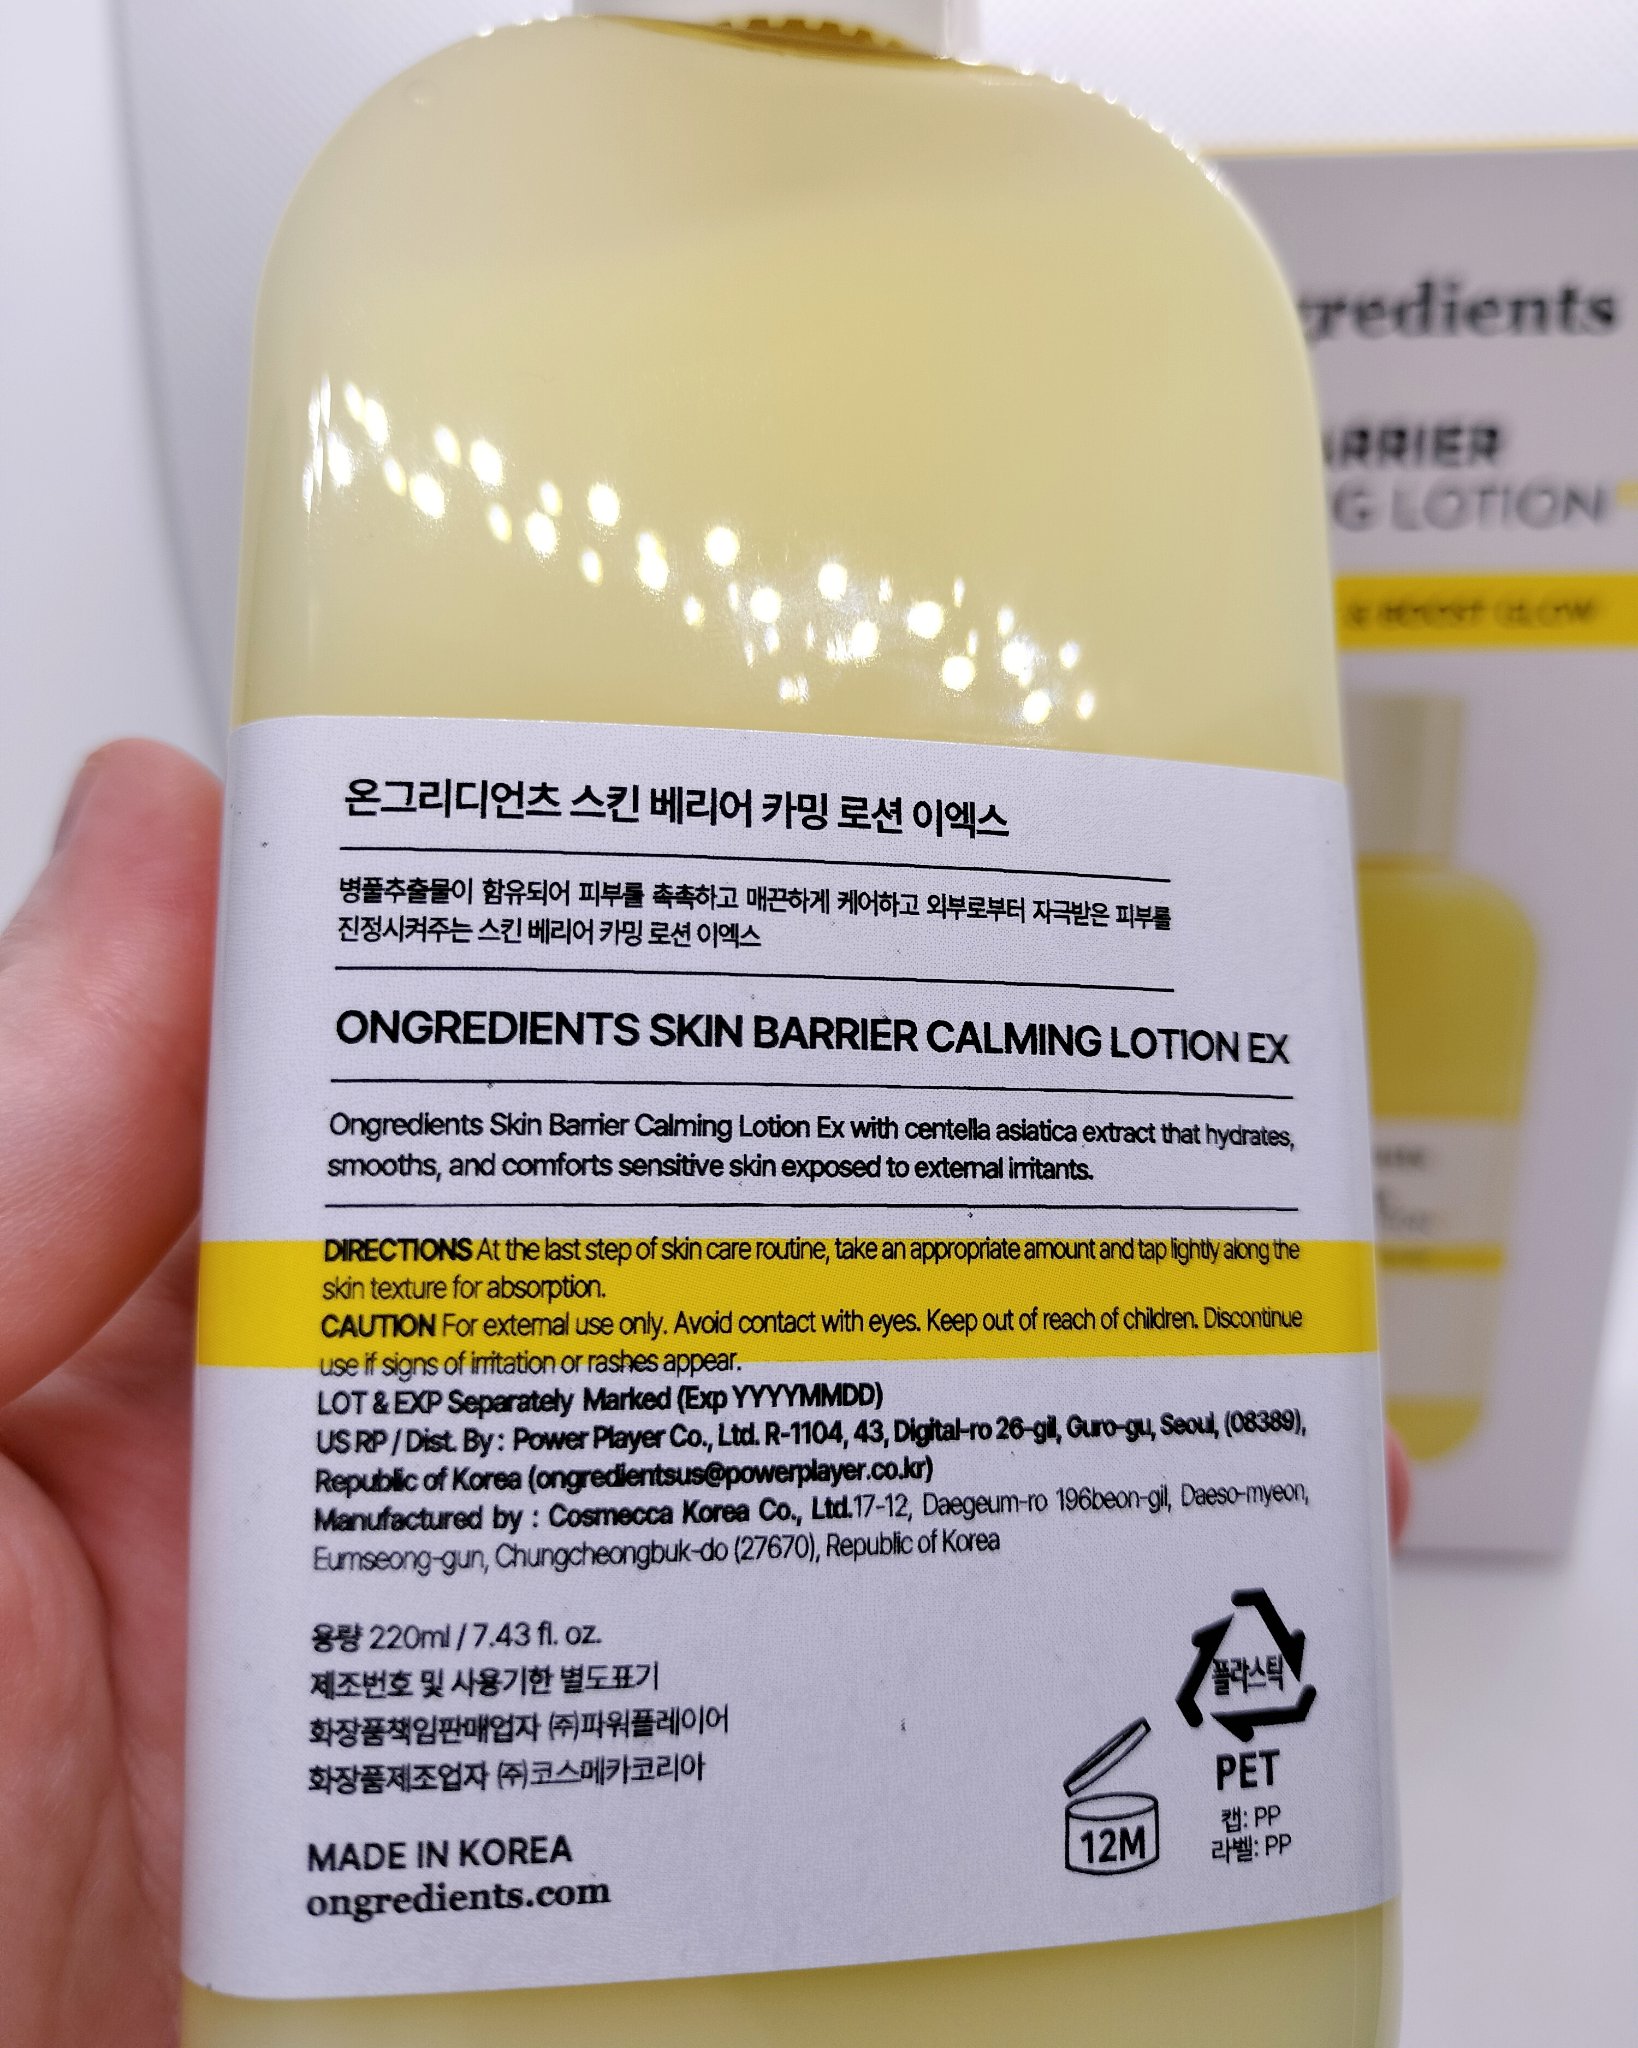 온그리디언츠 스킨 베리어 카밍 로션 이엑스
병풀추출물이 함유되어 피부를 촉촉하고 매끈하게 케어하고 외부로부터 자극받은 피부를
진정시켜주는 스킨 베리어 카밍 로션 이엑스
ONGREDIENTS SKIN BARRIER CALMING LOTION EX
Ongredients Skin Barrier Calming Lotion Ex with centella asiatica extract that hydrates,
smooths, and comforts sensitive skin exposed to external irritants.
DIRECTIONS At the last step of skin care routine, take an appropriate amount and tap lightly along the
skin texture for absorption.
CAUTION For external use only. Avoid contact with eyes. Keep out of reach of children. Discontinue
use if signs of irritation or rashes appear.
LOT & EXP Separately Marked (Exp YYYYMMDD)
US RP / Dist. By : Power Player Co., Ltd. R-1104, 43, Digital-ro 26-gil, Guro-gu, Seoul, (08389),
Republic of Korea (ongredientsus@powerplayer.co.kr)
Manufactured by : Cosmecca Korea Co., Ltd.17-12, Daegeum-ro 196beon-gil, Daeso-myeon,
Eumseong-gun, Chungcheongbuk-do (27670), Republic of Korea
용량 220ml / 7.43 fl. oz.
제조번호 및 사용기한 별도표기
화장품책임판매업자 ㈜파워플레이어
화장품제조업자 ㈜코스메카코리아
MADE IN KOREA
ongredients.com
12M
플라스틱
PET
캡: PP
라벨: PP
gredients
ARRIER
G LOTION
& BOOST GLOW